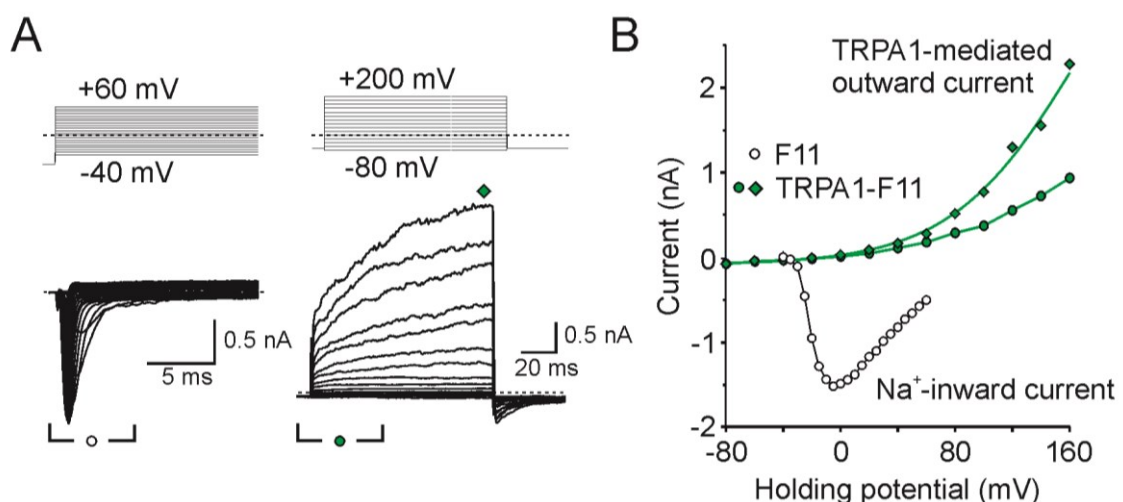 A
+60 mV
-40 mV
0.5 nA
5 ms
+200 mV
-80 mV
0.5 nA
20 ms
B
TRPA1-mediated
outward current
F11
TRPA1-F11
Na⁺-inward current
Current (nA)
2
1
0
-1
-2
-80
0
80
160
Holding potential (mV)